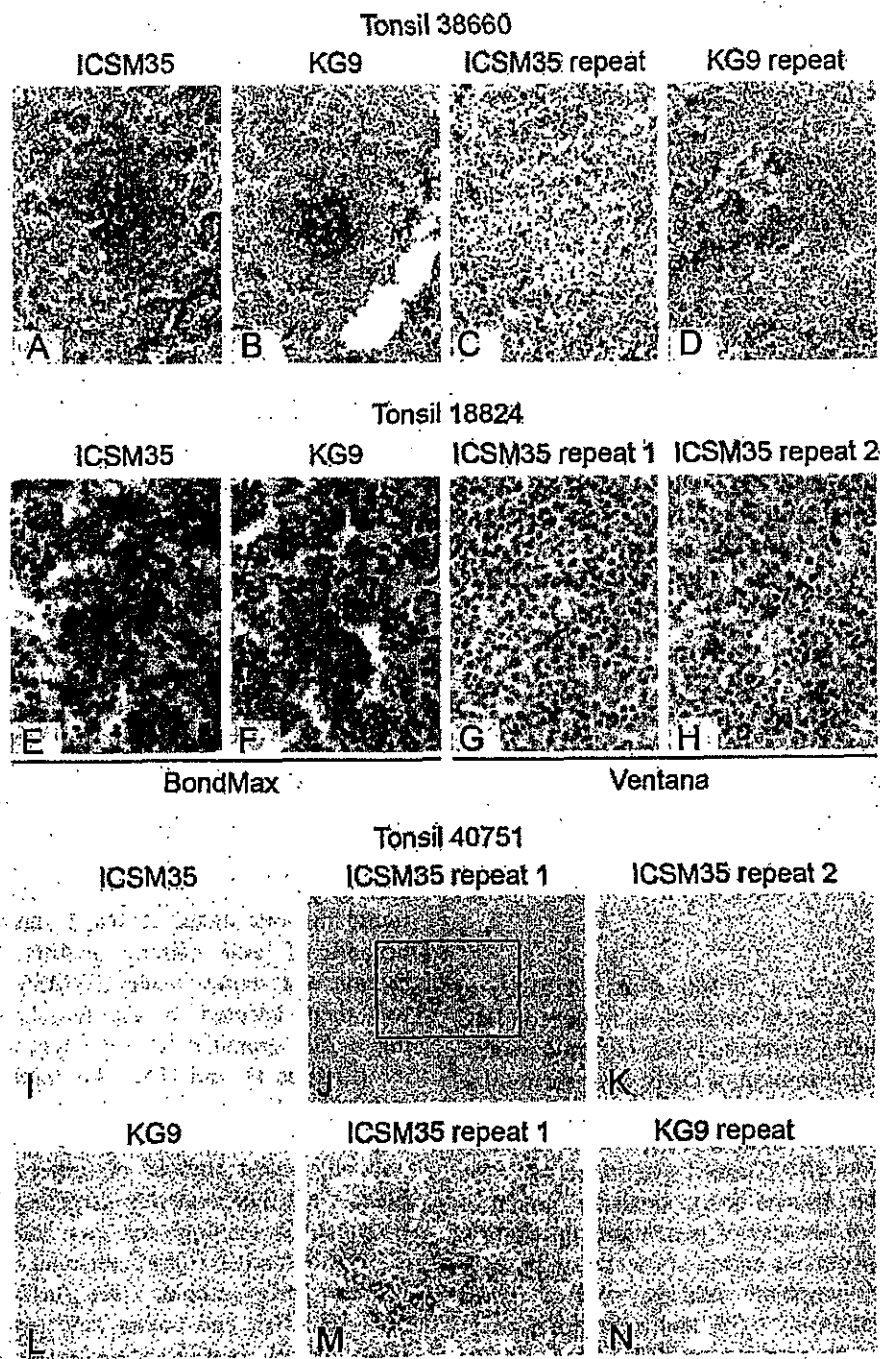 Tonsil 38660
ICSM35 KG9 ICSM35 repeat KG9 repeat
A B C D
Tonsil 18824
ICSM35 KG9 ICSM35 repeat 1 ICSM35 repeat 2
E F G H
BondMax Ventana
Tonsil 40751
ICSM35 ICSM35 repeat 1 ICSM35 repeat 2
I J K
KG9 ICSM35 repeat 1 KG9 repeat
L M N